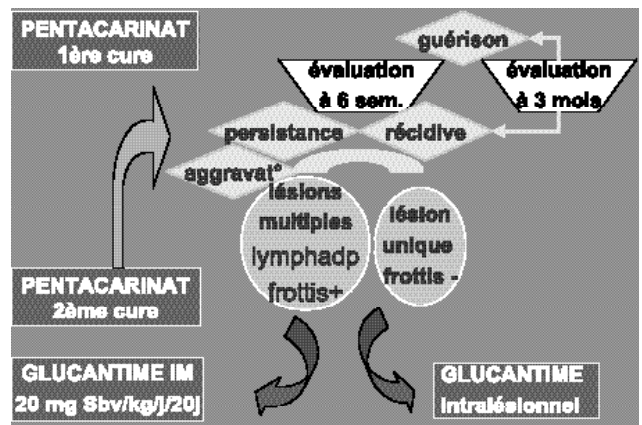 PENTACARINAT
1ère cure
guérison
évaluation
à 6 sem.
évaluation
à 3 mois
persistance
récidive
aggravat°
lésions
multiples
lymphadp
frottis+
lésion
unique
frottis -
PENTACARINAT
2ème cure
GLUCANTIME IM
20 mg Sbv/kg/j/20j
GLUCANTIME
Intralésionnel